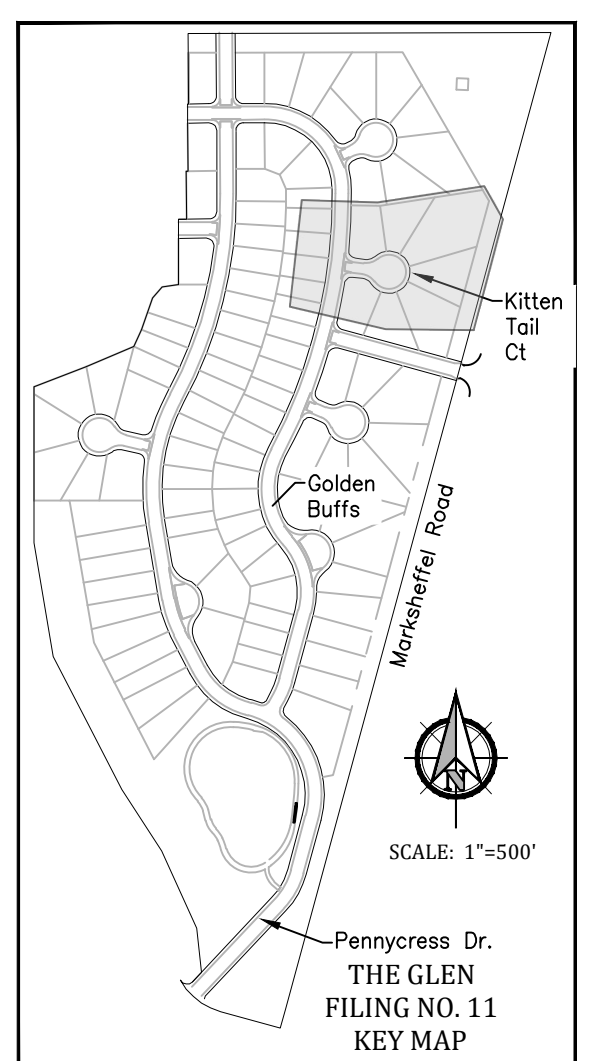 Kitten
Tail
Ct
Golden
Buffs
Marksheffel Road
N
SCALE: 1"=500'
Pennycress Dr.
THE GLEN
FILING NO. 11
KEY MAP